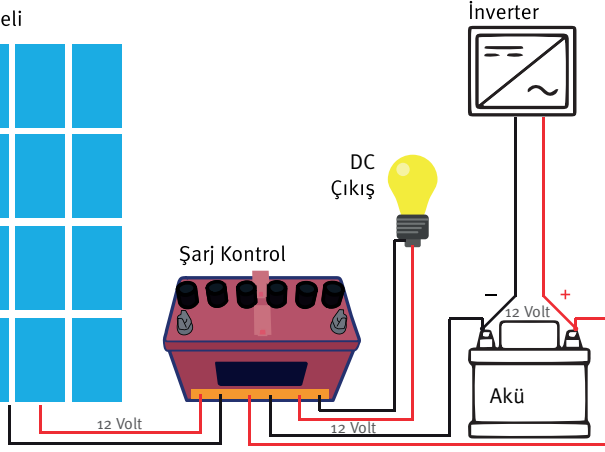 eli
İnverter
DC
Çıkış
Şarj Kontrol
– +
12 Volt
Akü
12 Volt
12 Volt